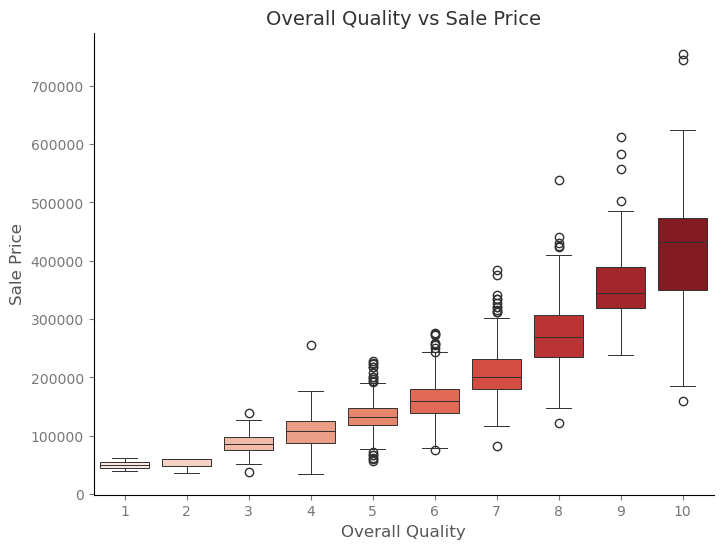 Overall Quality vs Sale Price
Sale Price
700000
600000
500000
400000
300000
200000
100000
0
1 2 3 4 5 6 7 8 9 10
Overall Quality